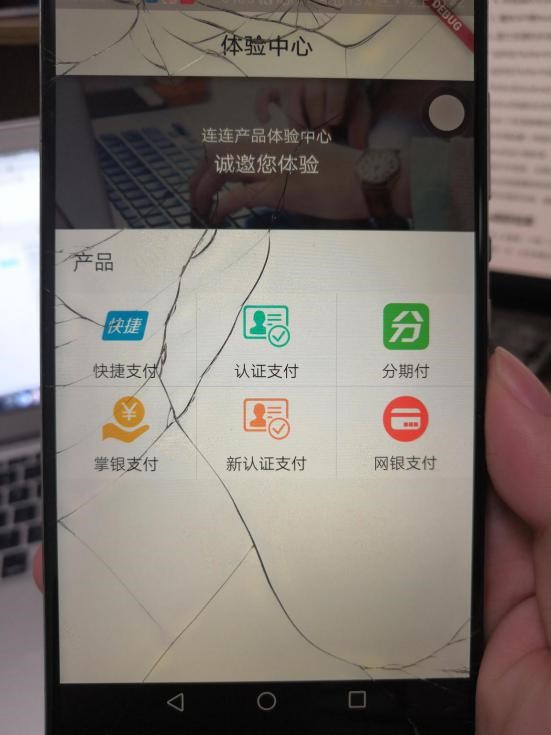 DEBUG
体验中心
连连产品体验中心
诚邀您体验
产品
快捷
分
快捷支付
认证支付
分期付
¥
掌银支付
新认证支付
网银支付